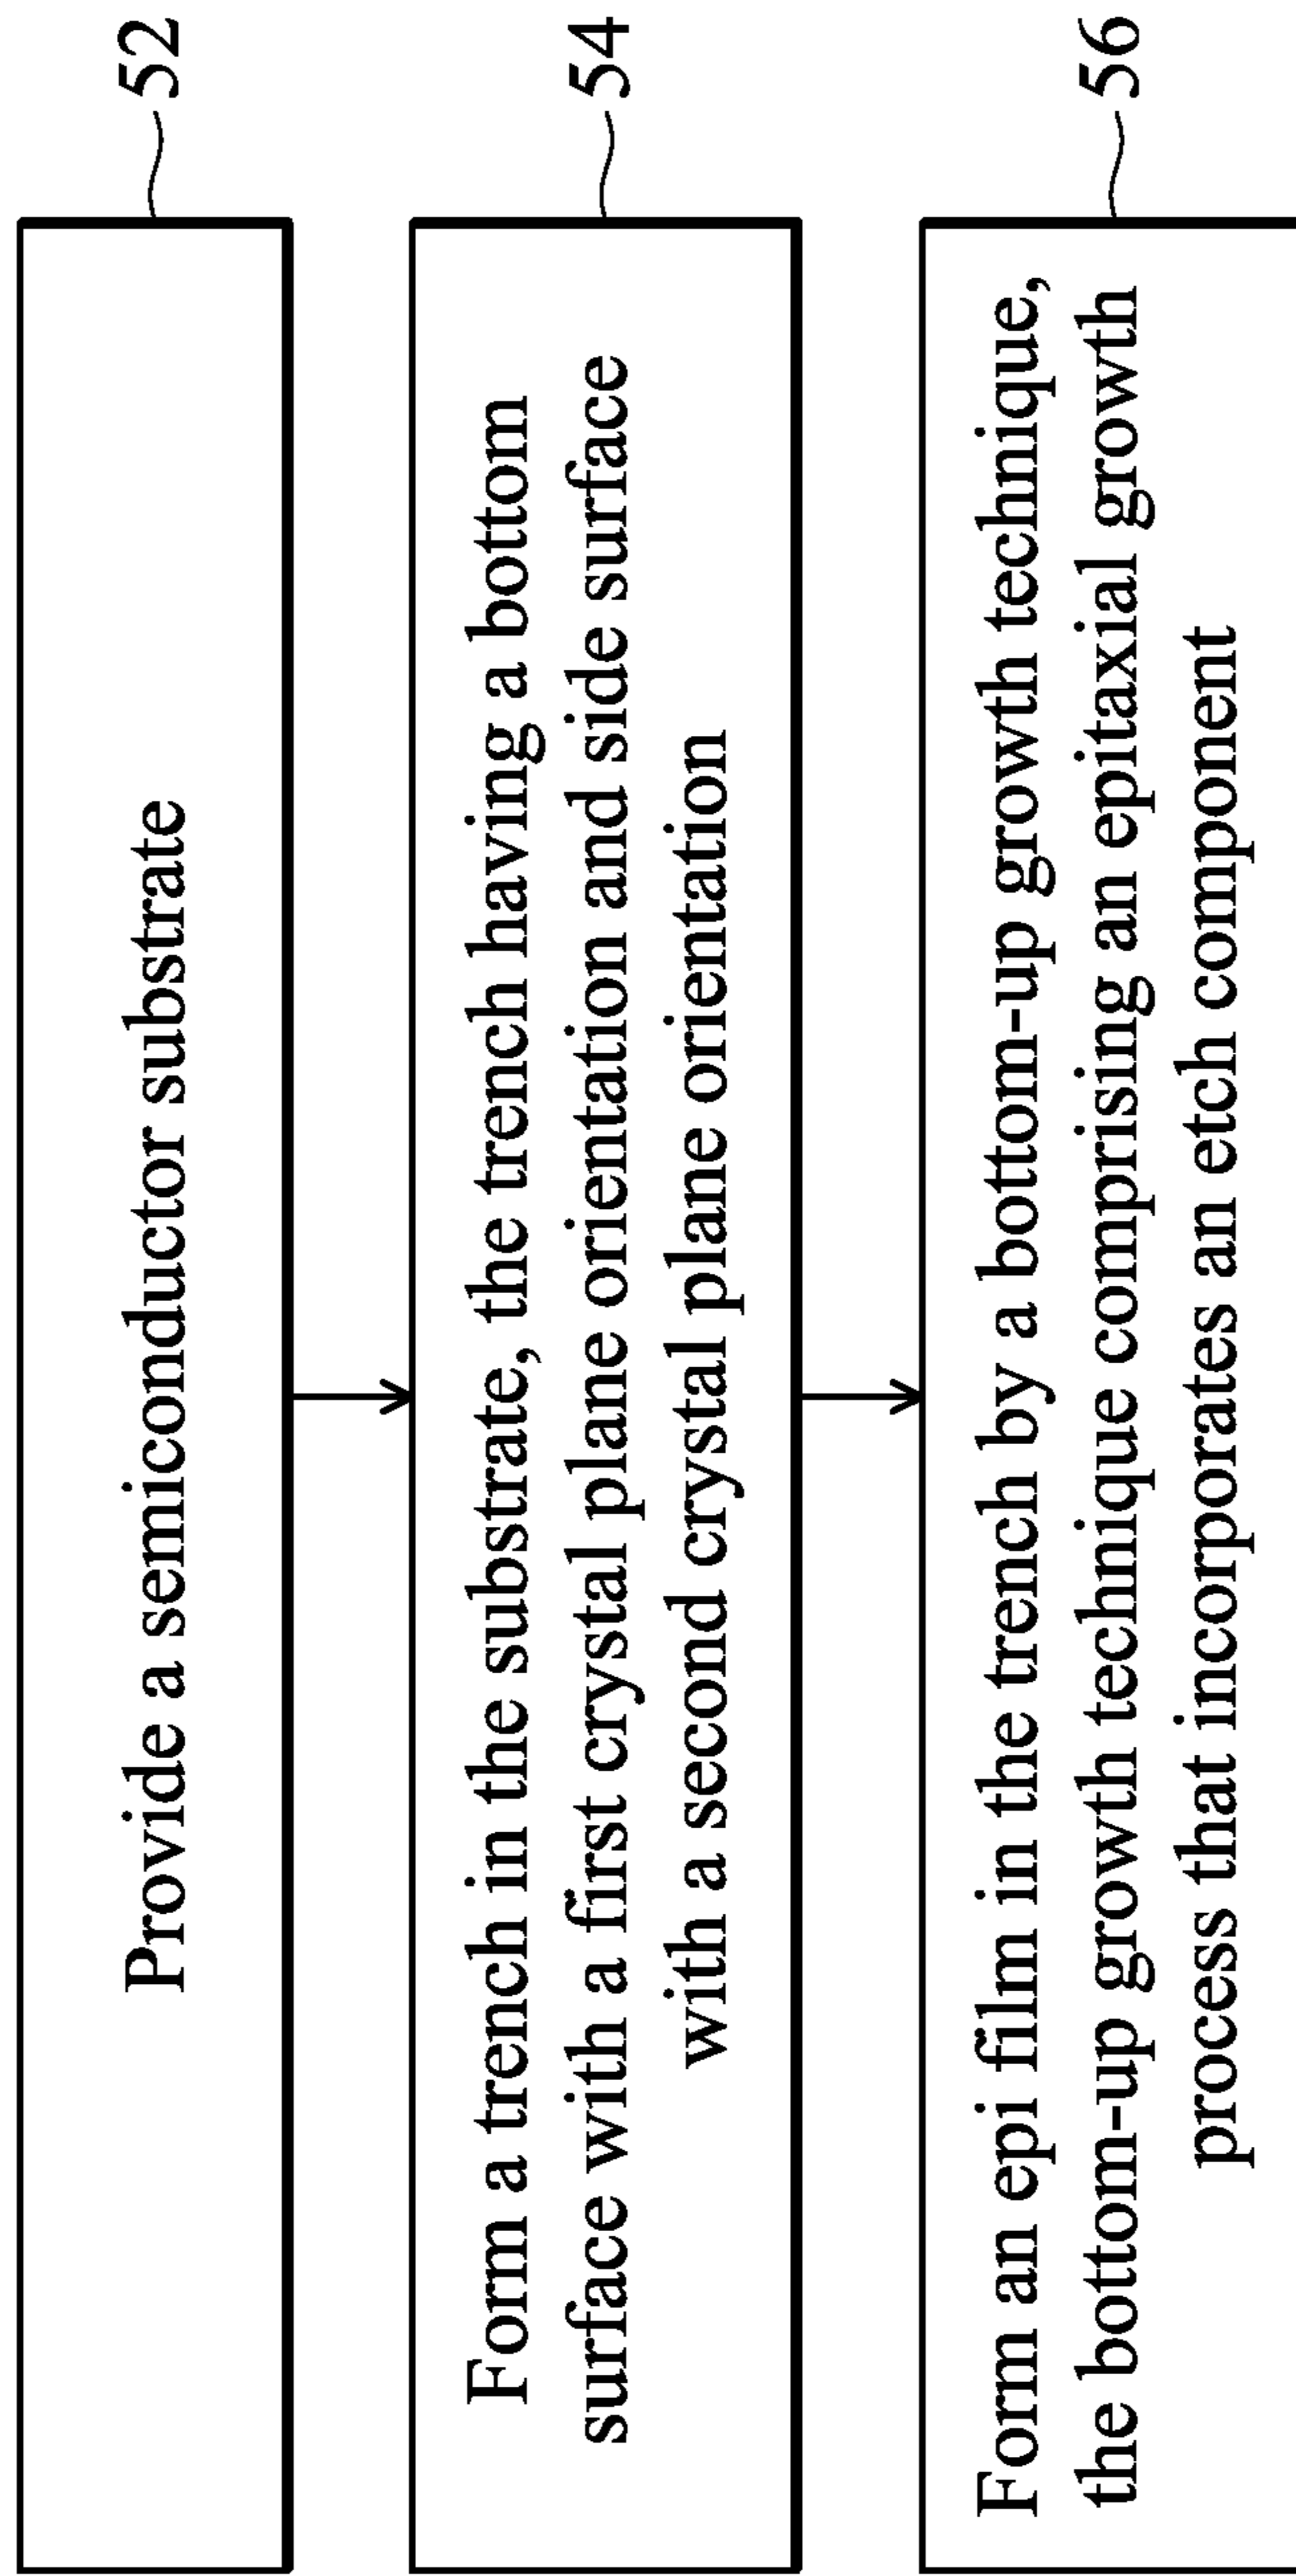 Provide a semiconductor substrate
52
Form a trench in the substrate, the trench having a bottom
surface with a first crystal plane orientation and side surface
with a second crystal plane orientation
54
Form an epi film in the trench by a bottom-up growth technique,
the bottom-up growth technique comprising an epitaxial growth
process that incorporates an etch component
56